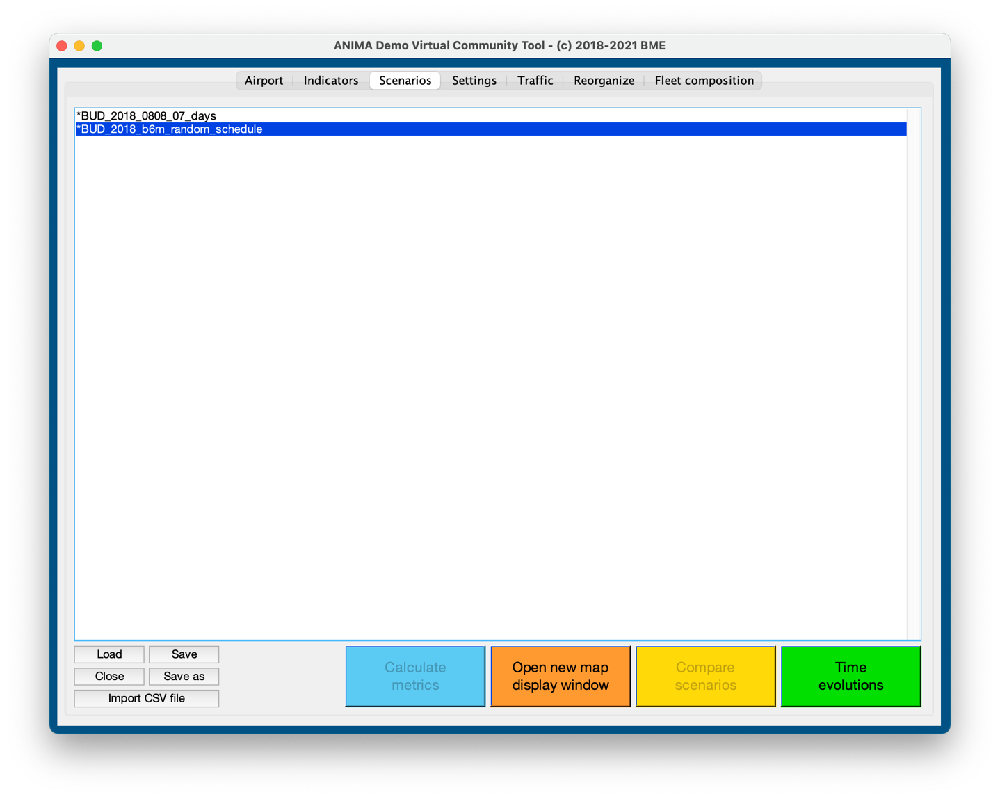 ANIMA Demo Virtual Community Tool - (c) 2018-2021 BME
Airport Indicators Scenarios Settings Traffic Reorganize Fleet composition
*BUD_2018_0808_07_days
*BUD_2018_b6m_random_schedule
Load Save
Close Save as
Import CSV file
Calculate
metrics
Open new map
display window
Compare
scenarios
Time
evolutions